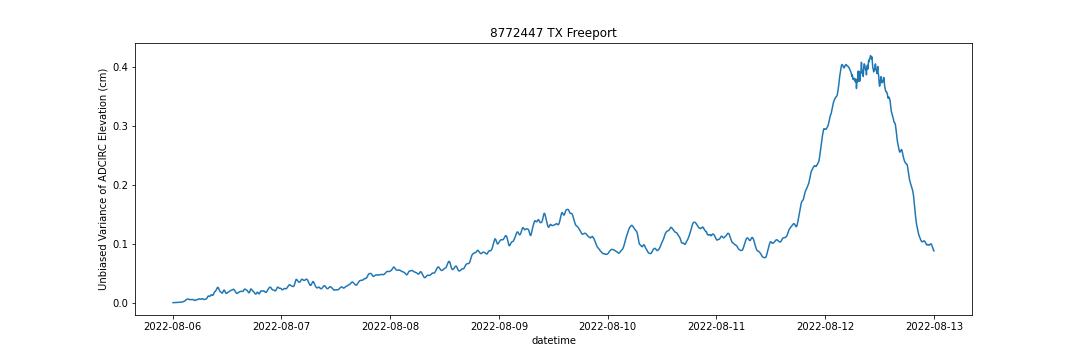 8772447 TX Freeport
Unbiased Variance of ADCIRC Elevation (cm)
0.4
0.3
0.2
0.1
0.0
2022-08-06 2022-08-07 2022-08-08 2022-08-09 2022-08-10 2022-08-11 2022-08-12 2022-08-13
datetime